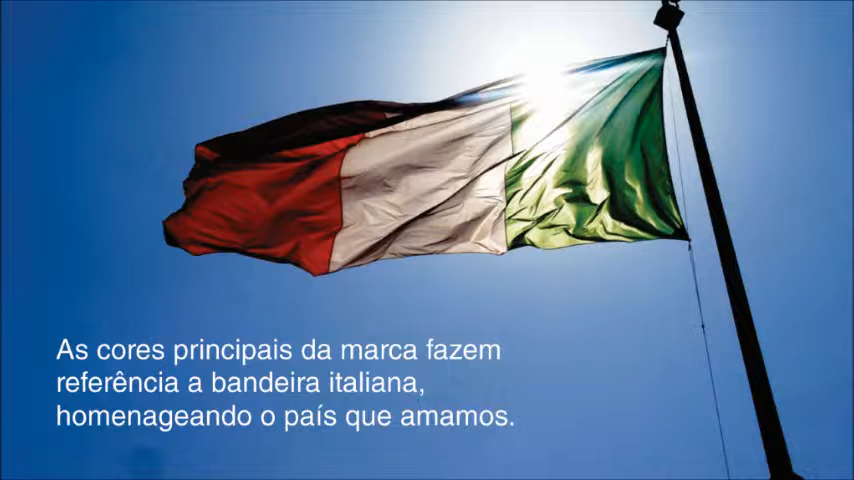 As cores principais da marca fazem
referência a bandeira italiana,
homenageando o país que amamos.